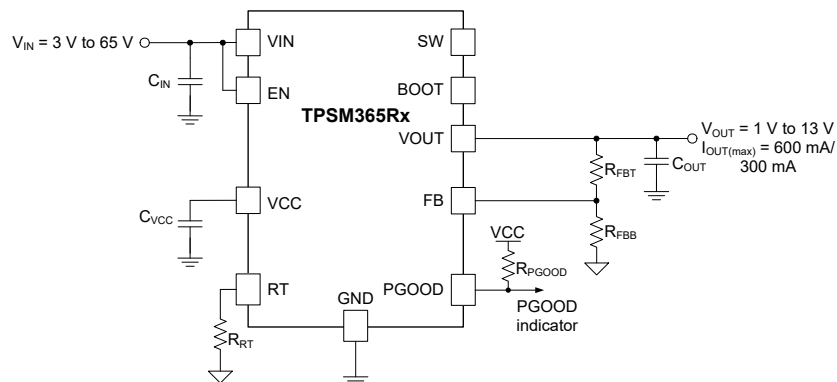 V_IN = 3 V to 65 V
VIN
SW
C_IN
EN
BOOT
TPSM365Rx
VOUT
V_OUT = 1 V to 13 V
I_OUT(max) = 600 mA/
300 mA
R_FBT
C_OUT
VCC
FB
C_VCC
R_FBB
VCC
R_PGOOD
RT
GND
PGOOD
PGOOD
indicator
R_RT